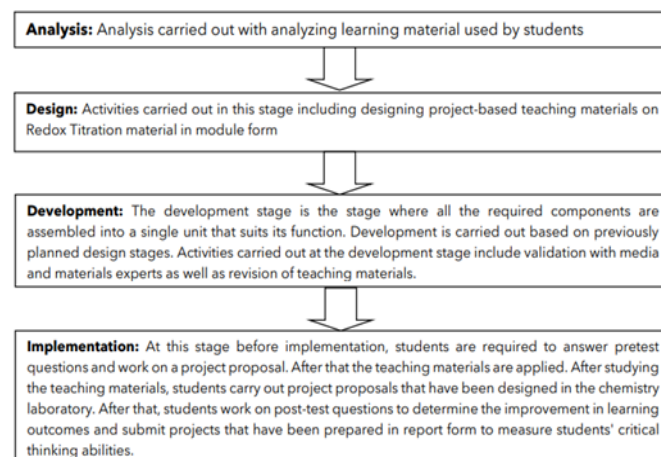 Analysis: Analysis carried out with analyzing learning material used by students
Design: Activities carried out in this stage including designing project-based teaching materials on
Redox Titration material in module form
Development: The development stage is the stage where all the required components are
assembled into a single unit that suits its function. Development is carried out based on previously
planned design stages. Activities carried out at the development stage include validation with media
and materials experts as well as revision of teaching materials.
Implementation: At this stage before implementation, students are required to answer pretest
questions and work on a project proposal. After that the teaching materials are applied. After studying
the teaching materials, students carry out project proposals that have been designed in the chemistry
laboratory. After that, students work on post-test questions to determine the improvement in learning
outcomes and submit projects that have been prepared in report form to measure students' critical
thinking abilities.